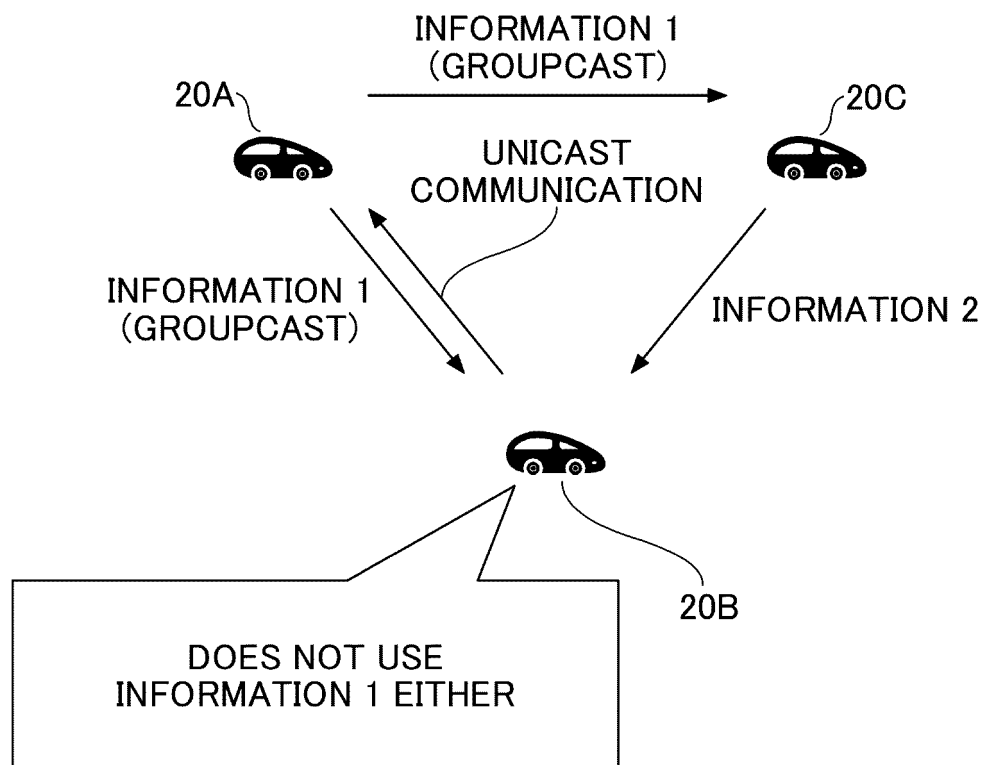 INFORMATION 1
(GROUPCAST)
20A
20C
UNICAST
COMMUNICATION
INFORMATION 1
(GROUPCAST)
INFORMATION 2
20B
DOES NOT USE
INFORMATION 1 EITHER